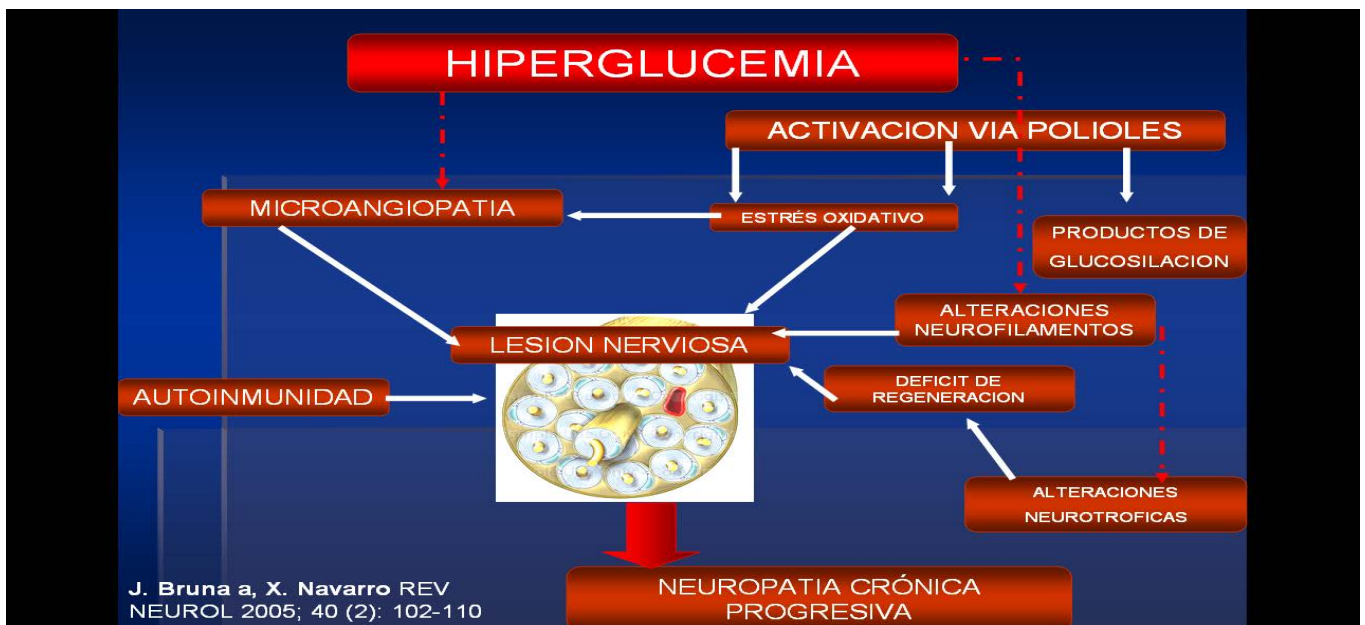 HIPERGLUCEMIA
ACTIVACION VIA POLIOLES
MICROANGIOPATIA
ESTRÉS OXIDATIVO
PRODUCTOS DE
GLUCOSILACION
ALTERACIONES
NEUROFILAMENTOS
LESION NERVIOSA
AUTOINMUNIDAD
DEFICIT DE
REGENERACION
ALTERACIONES
NEUROTROFICAS
NEUROPATIA CRÓNICA
PROGRESIVA
J. Bruna a, X. Navarro REV
NEUROL 2005; 40 (2): 102-110